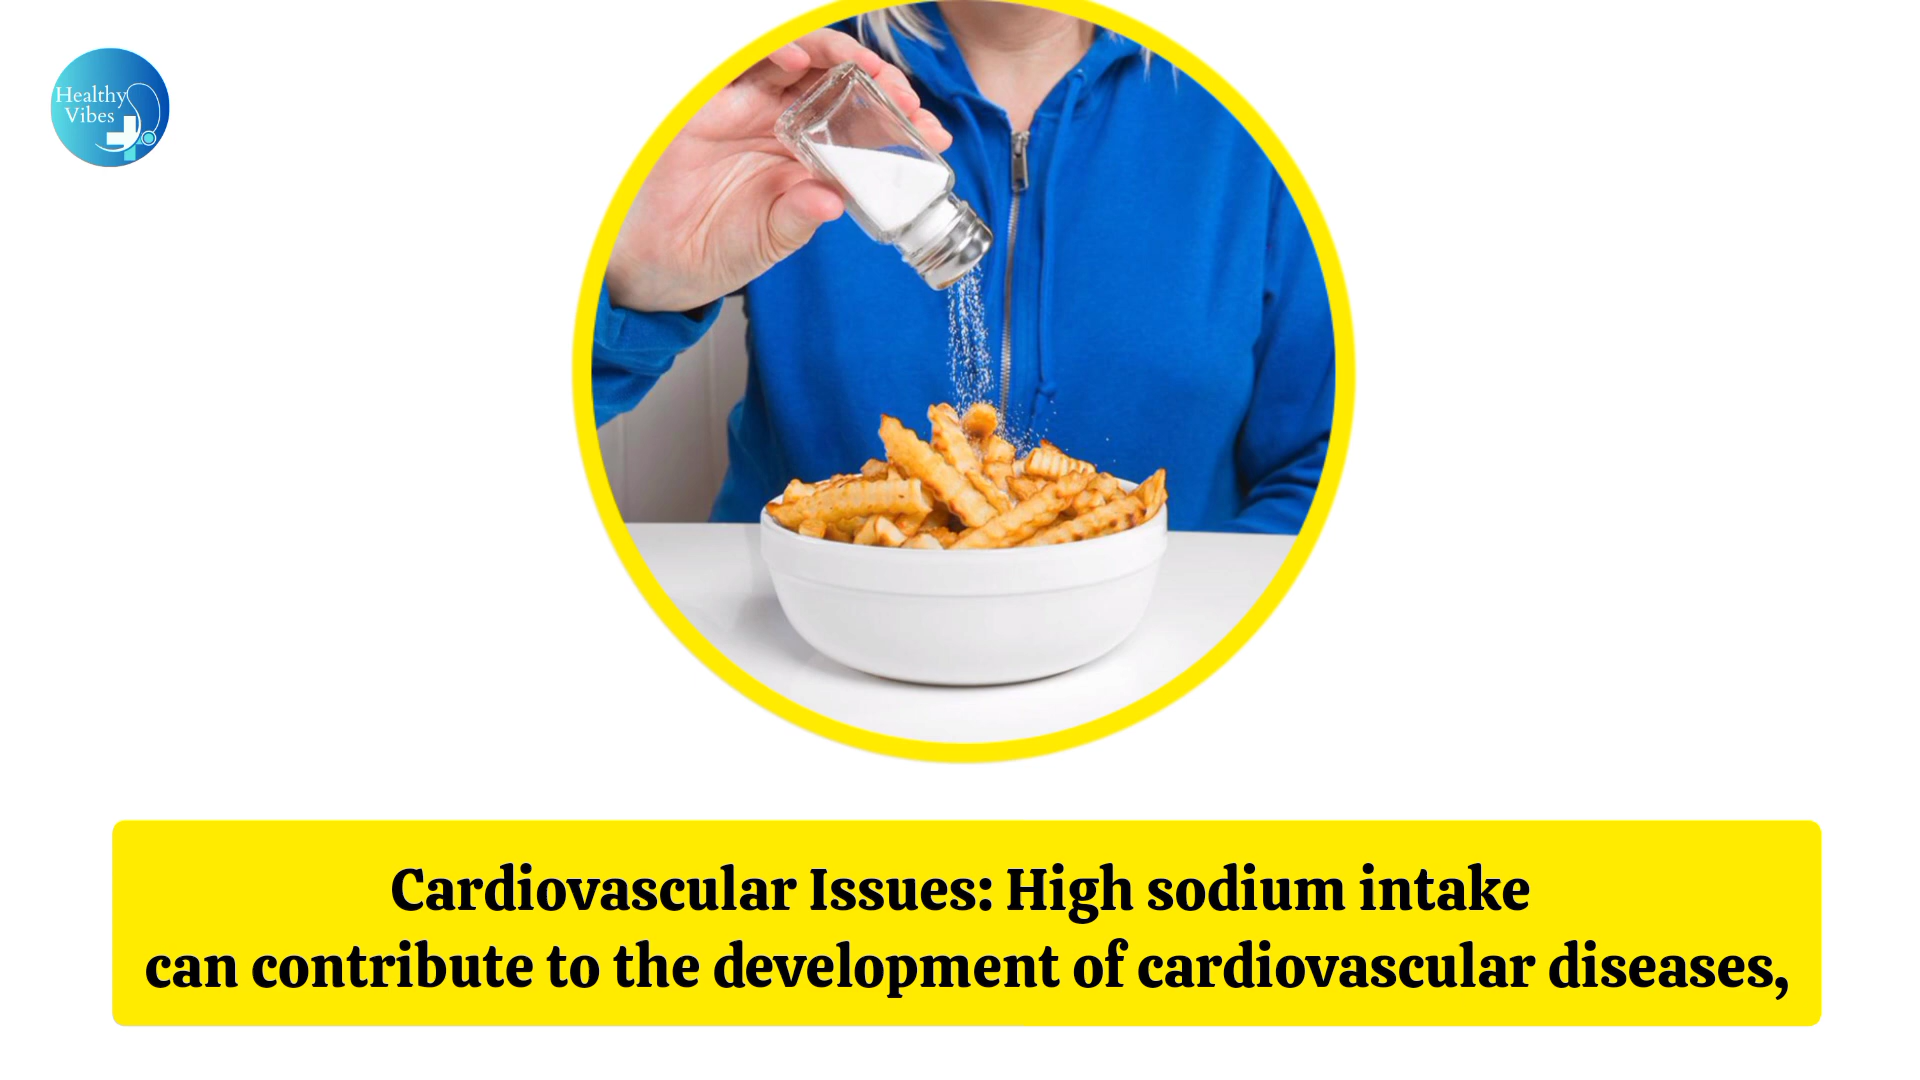 Healthy
Vibes
Cardiovascular Issues: High sodium intake
can contribute to the development of cardiovascular diseases,